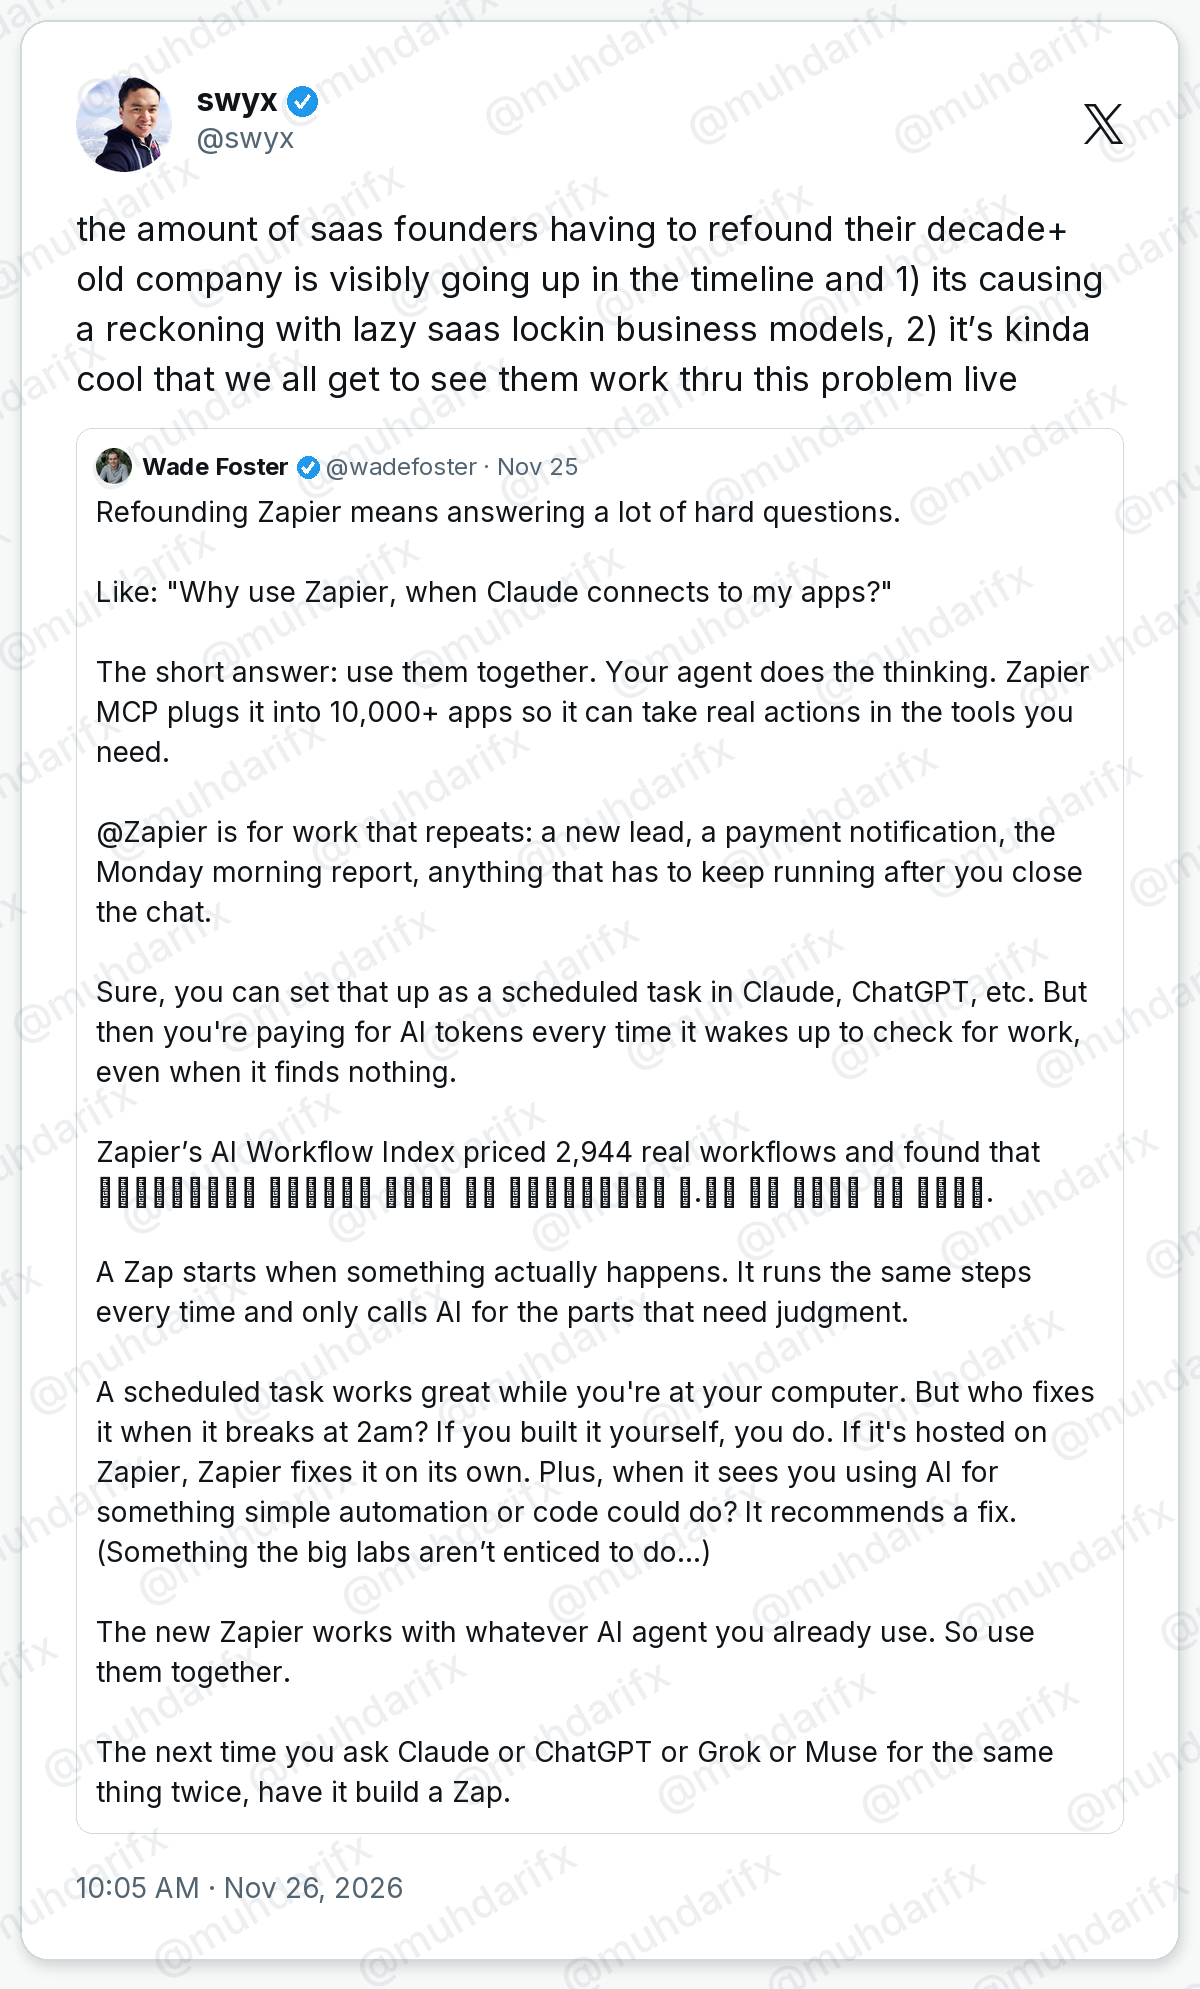 swyx
@swyx
the amount of saas founders having to refound their decade+
old company is visibly going up in the timeline and 1) its causing
a reckoning with lazy saas lockin business models, 2) it’s kinda
cool that we all get to see them work thru this problem live
Wade Foster @wadefoster · Nov 25
Refounding Zapier means answering a lot of hard questions.
Like: "Why use Zapier, when Claude connects to my apps?"
The short answer: use them together. Your agent does the thinking. Zapier
MCP plugs it into 10,000+ apps so it can take real actions in the tools you
need.
@Zapier is for work that repeats: a new lead, a payment notification, the
Monday morning report, anything that has to keep running after you close
the chat.
Sure, you can set that up as a scheduled task in Claude, ChatGPT, etc. But
then you're paying for AI tokens every time it wakes up to check for work,
even when it finds nothing.
Zapier’s AI Workflow Index priced 2,944 real workflows and found that
A Zap starts when something actually happens. It runs the same steps
every time and only calls AI for the parts that need judgment.
A scheduled task works great while you're at your computer. But who fixes
it when it breaks at 2am? If you built it yourself, you do. If it's hosted on
Zapier, Zapier fixes it on its own. Plus, when it sees you using AI for
something simple automation or code could do? It recommends a fix.
(Something the big labs aren’t enticed to do...)
The new Zapier works with whatever AI agent you already use. So use
them together.
The next time you ask Claude or ChatGPT or Grok or Muse for the same
thing twice, have it build a Zap.
10:05 AM · Nov 26, 2026
@muhdarifx